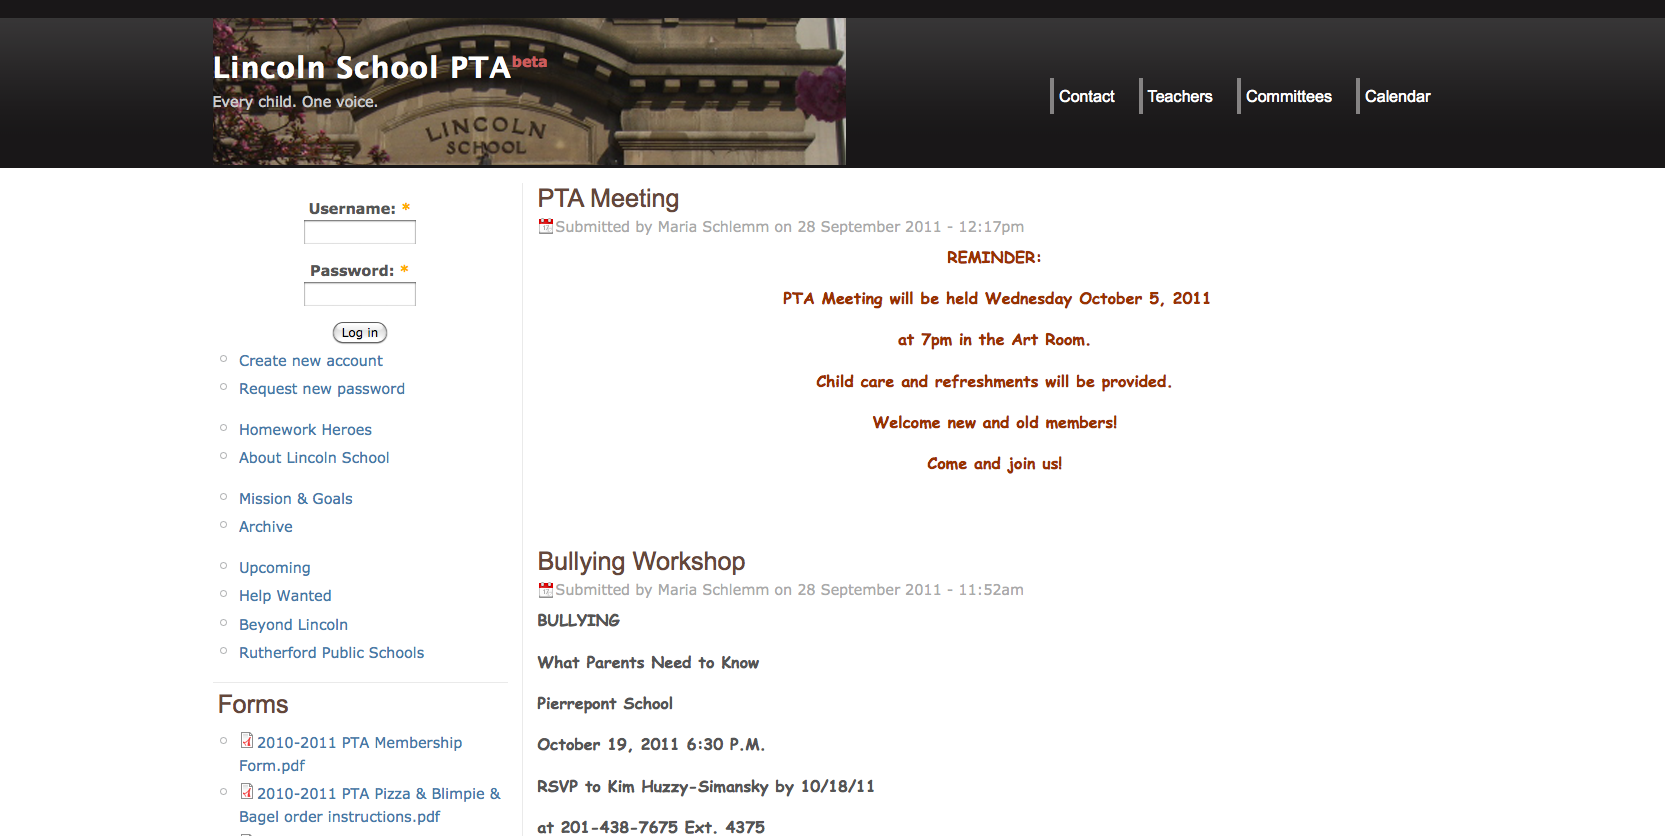 Lincoln School PTAbeta
Every child. One voice.
LINCOLN
SCHOOL
Contact
Teachers
Committees
Calendar
Username: *
Password: *
Log in
Create new account
Request new password
Homework Heroes
About Lincoln School
Mission & Goals
Archive
Upcoming
Help Wanted
Beyond Lincoln
Rutherford Public Schools
Forms
2010-2011 PTA Membership
Form.pdf
2010-2011 PTA Pizza & Blimpie &
Bagel order instructions.pdf
PTA Meeting
Submitted by Maria Schlemm on 28 September 2011 - 12:17pm
REMINDER:
PTA Meeting will be held Wednesday October 5, 2011
at 7pm in the Art Room.
Child care and refreshments will be provided.
Welcome new and old members!
Come and join us!
Bullying Workshop
Submitted by Maria Schlemm on 28 September 2011 - 11:52am
BULLYING
What Parents Need to Know
Pierrepont School
October 19, 2011 6:30 P.M.
RSVP to Kim Huzzy-Simansky by 10/18/11
at 201-438-7675 Ext. 4375